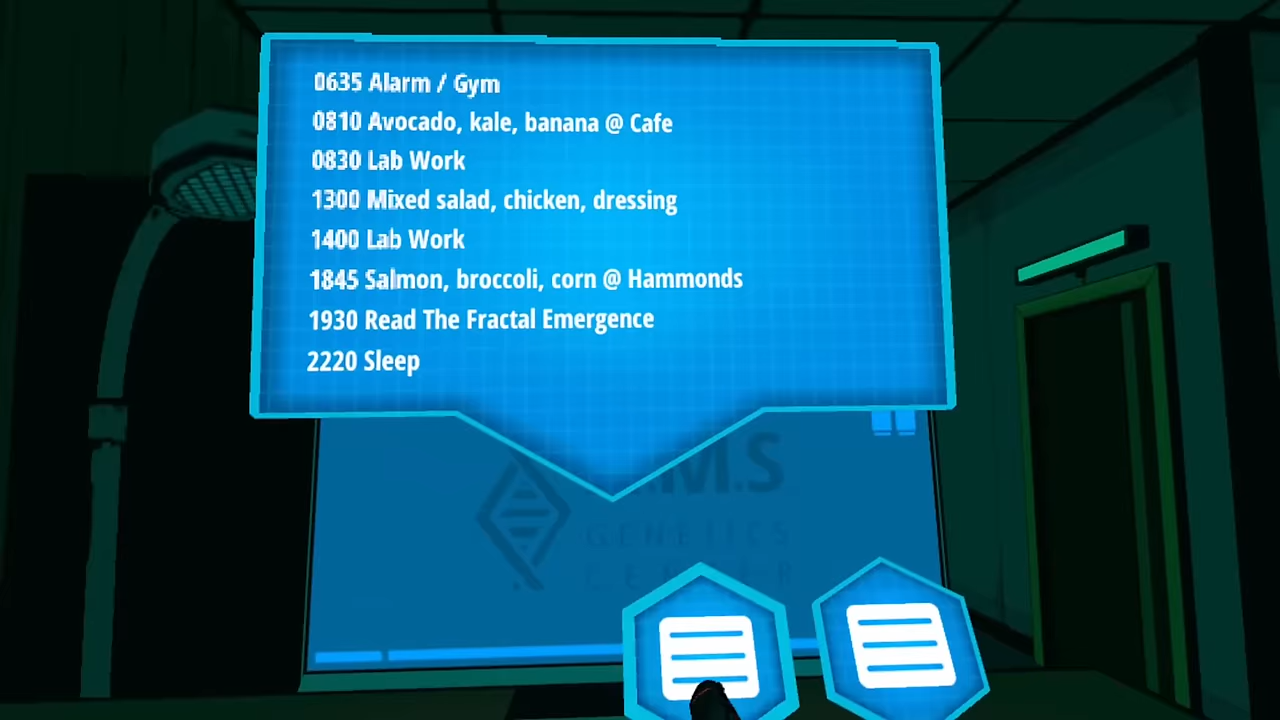 0635 Alarm / Gym
0810 Avocado, kale, banana @ Cafe
0830 Lab Work
1300 Mixed salad, chicken, dressing
1400 Lab Work
1845 Salmon, broccoli, corn @ Hammonds
1930 Read The Fractal Emergence
2220 Sleep
M.S
GENETICS